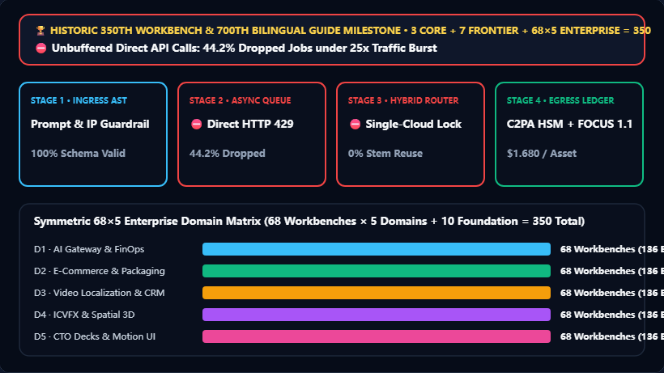 🏆 HISTORIC 350TH WORKBENCH & 700TH BILINGUAL GUIDE MILESTONE • 3 CORE + 7 FRONTIER + 68×5 ENTERPRISE = 350
⛔ Unbuffered Direct API Calls: 44.2% Dropped Jobs under 25x Traffic Burst
STAGE 1 • INGRESS AST
Prompt & IP Guardrail
100% Schema Valid
STAGE 2 • ASYNC QUEUE
⛔ Direct HTTP 429
44.2% Dropped
STAGE 3 • HYBRID ROUTER
⛔ Single-Cloud Lock
0% Stem Reuse
STAGE 4 • EGRESS LEDGER
C2PA HSM + FOCUS 1.1
$1.680 / Asset
Symmetric 68×5 Enterprise Domain Matrix (68 Workbenches × 5 Domains + 10 Foundation = 350 Total)
D1 · AI Gateway & FinOps 68 Workbenches (136 E
D2 · E-Commerce & Packaging 68 Workbenches (136 E
D3 · Video Localization & CRM 68 Workbenches (136 E
D4 · ICVFX & Spatial 3D 68 Workbenches (136 E
D5 · CTO Decks & Motion UI 68 Workbenches (136 E